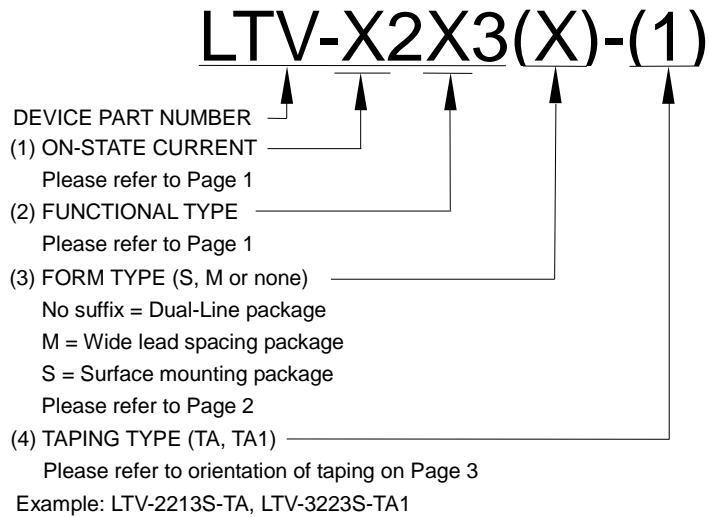 LTV-X2X3(X)-(1)
DEVICE PART NUMBER
(1) ON-STATE CURRENT
Please refer to Page 1
(2) FUNCTIONAL TYPE
Please refer to Page 1
(3) FORM TYPE (S, M or none)
No suffix = Dual-Line package
M = Wide lead spacing package
S = Surface mounting package
Please refer to Page 2
(4) TAPING TYPE (TA, TA1)
Please refer to orientation of taping on Page 3
Example: LTV-2213S-TA, LTV-3223S-TA1